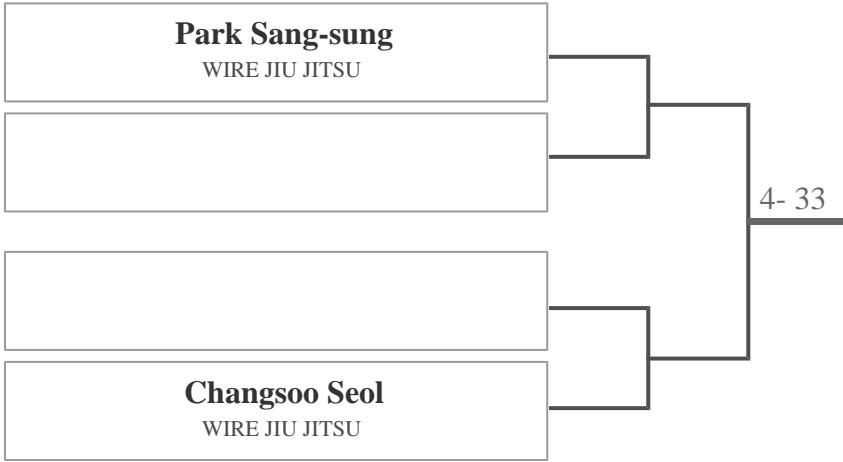 Park Sang-sung
WIRE JIU JITSU
4- 33
Changsoo Seol
WIRE JIU JITSU